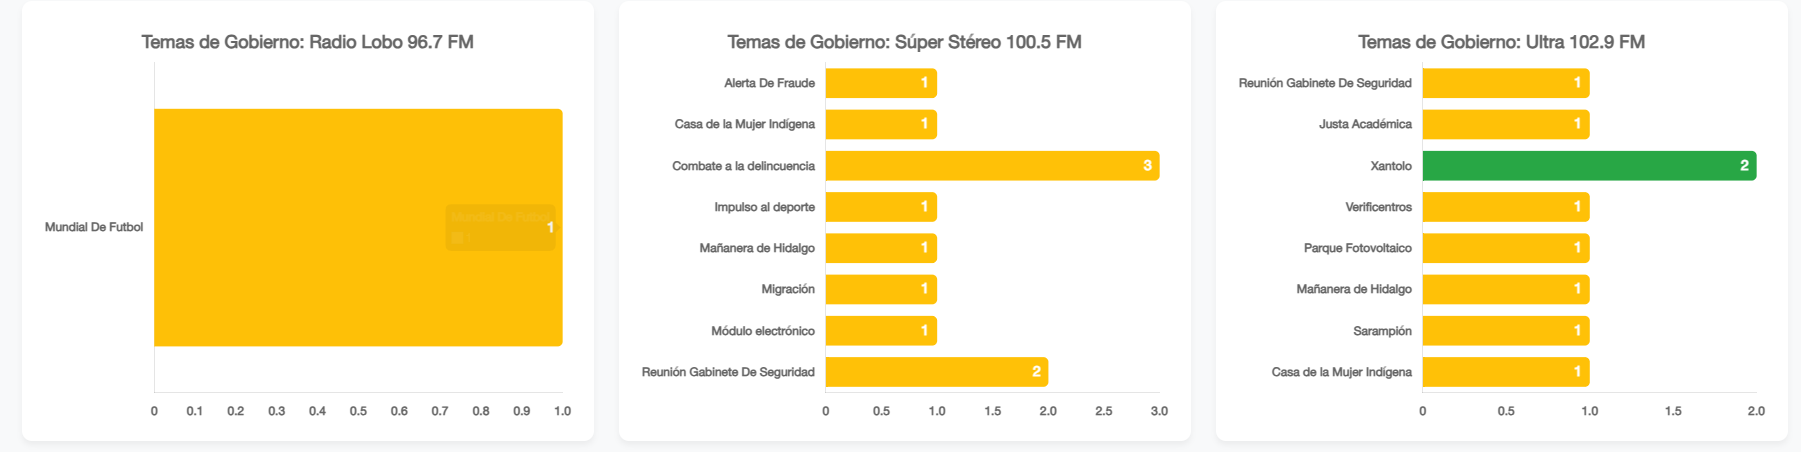 Temas de Gobierno: Radio Lobo 96.7 FM
Mundial De Futbol
Mundial De Futbol
1
0 0.1 0.2 0.3 0.4 0.5 0.6 0.7 0.8 0.9 1.0
Temas de Gobierno: Súper Stéreo 100.5 FM
Alerta De Fraude 1
Casa de la Mujer Indígena 1
Combate a la delincuencia 3
Impulso al deporte 1
Mañanera de Hidalgo 1
Migración 1
Módulo electrónico 1
Reunión Gabinete De Seguridad 2
0 0.5 1.0 1.5 2.0 2.5 3.0
Temas de Gobierno: Ultra 102.9 FM
Reunión Gabinete De Seguridad 1
Justa Académica 1
Xantolo 2
Verificentros 1
Parque Fotovoltaico 1
Mañanera de Hidalgo 1
Sarampión 1
Casa de la Mujer Indígena 1
0 0.5 1.0 1.5 2.0